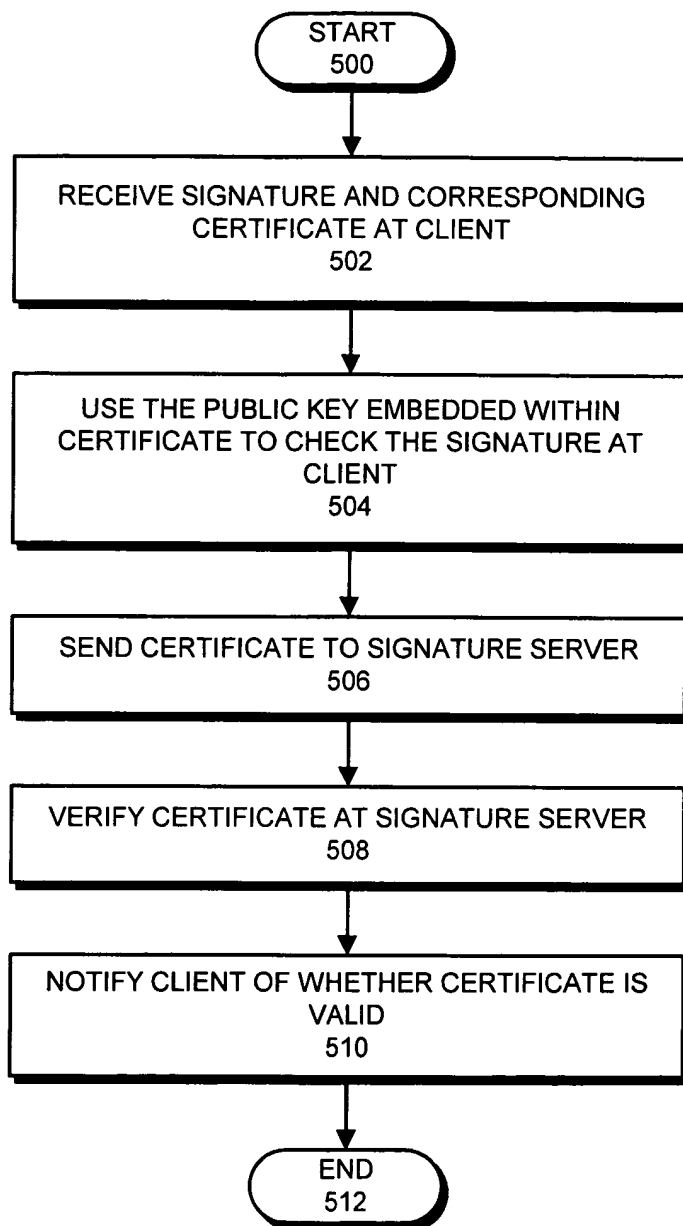 START
500
RECEIVE SIGNATURE AND CORRESPONDING
CERTIFICATE AT CLIENT
502
USE THE PUBLIC KEY EMBEDDED WITHIN
CERTIFICATE TO CHECK THE SIGNATURE AT
CLIENT
504
SEND CERTIFICATE TO SIGNATURE SERVER
506
VERIFY CERTIFICATE AT SIGNATURE SERVER
508
NOTIFY CLIENT OF WHETHER CERTIFICATE IS
VALID
510
END
512